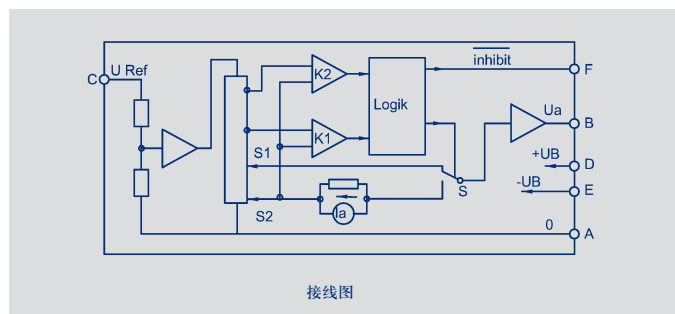 inhibit
C
U Ref
F
K2
Logik
Ua
B
K1
+UB
D
S1
-UB
E
S
Ia
S2
0
A
接线图